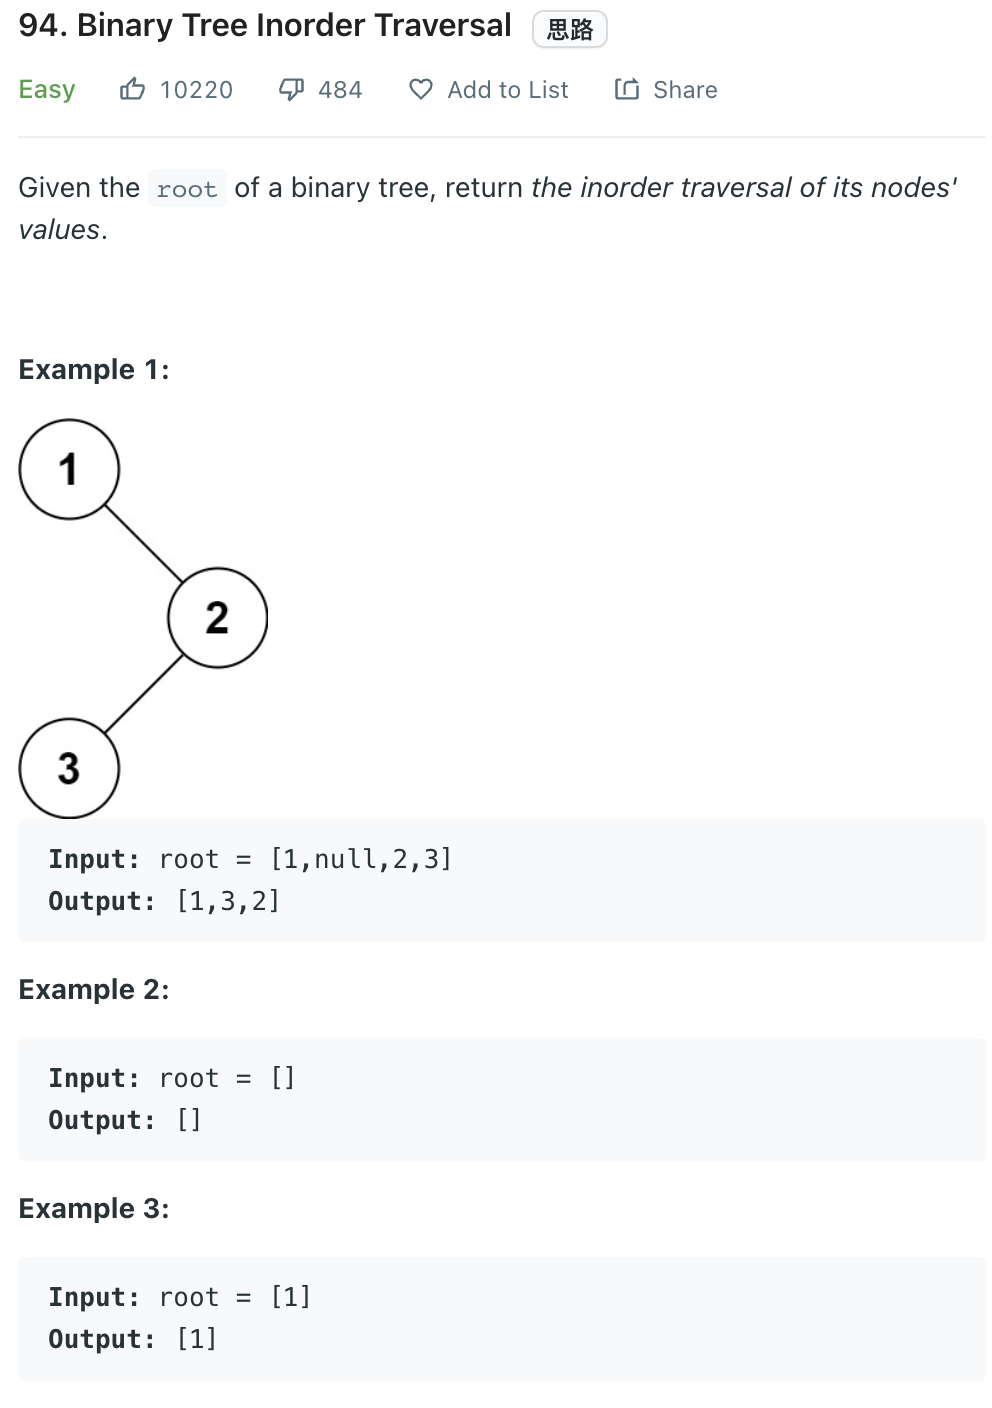 94. Binary Tree Inorder Traversal 思路
Easy 10220 484 Add to List Share
Given the root of a binary tree, return the inorder traversal of its nodes'
values.
Example 1:
1
2
3
Input: root = [1,null,2,3]
Output: [1,3,2]
Example 2:
Input: root = []
Output: []
Example 3:
Input: root = [1]
Output: [1]